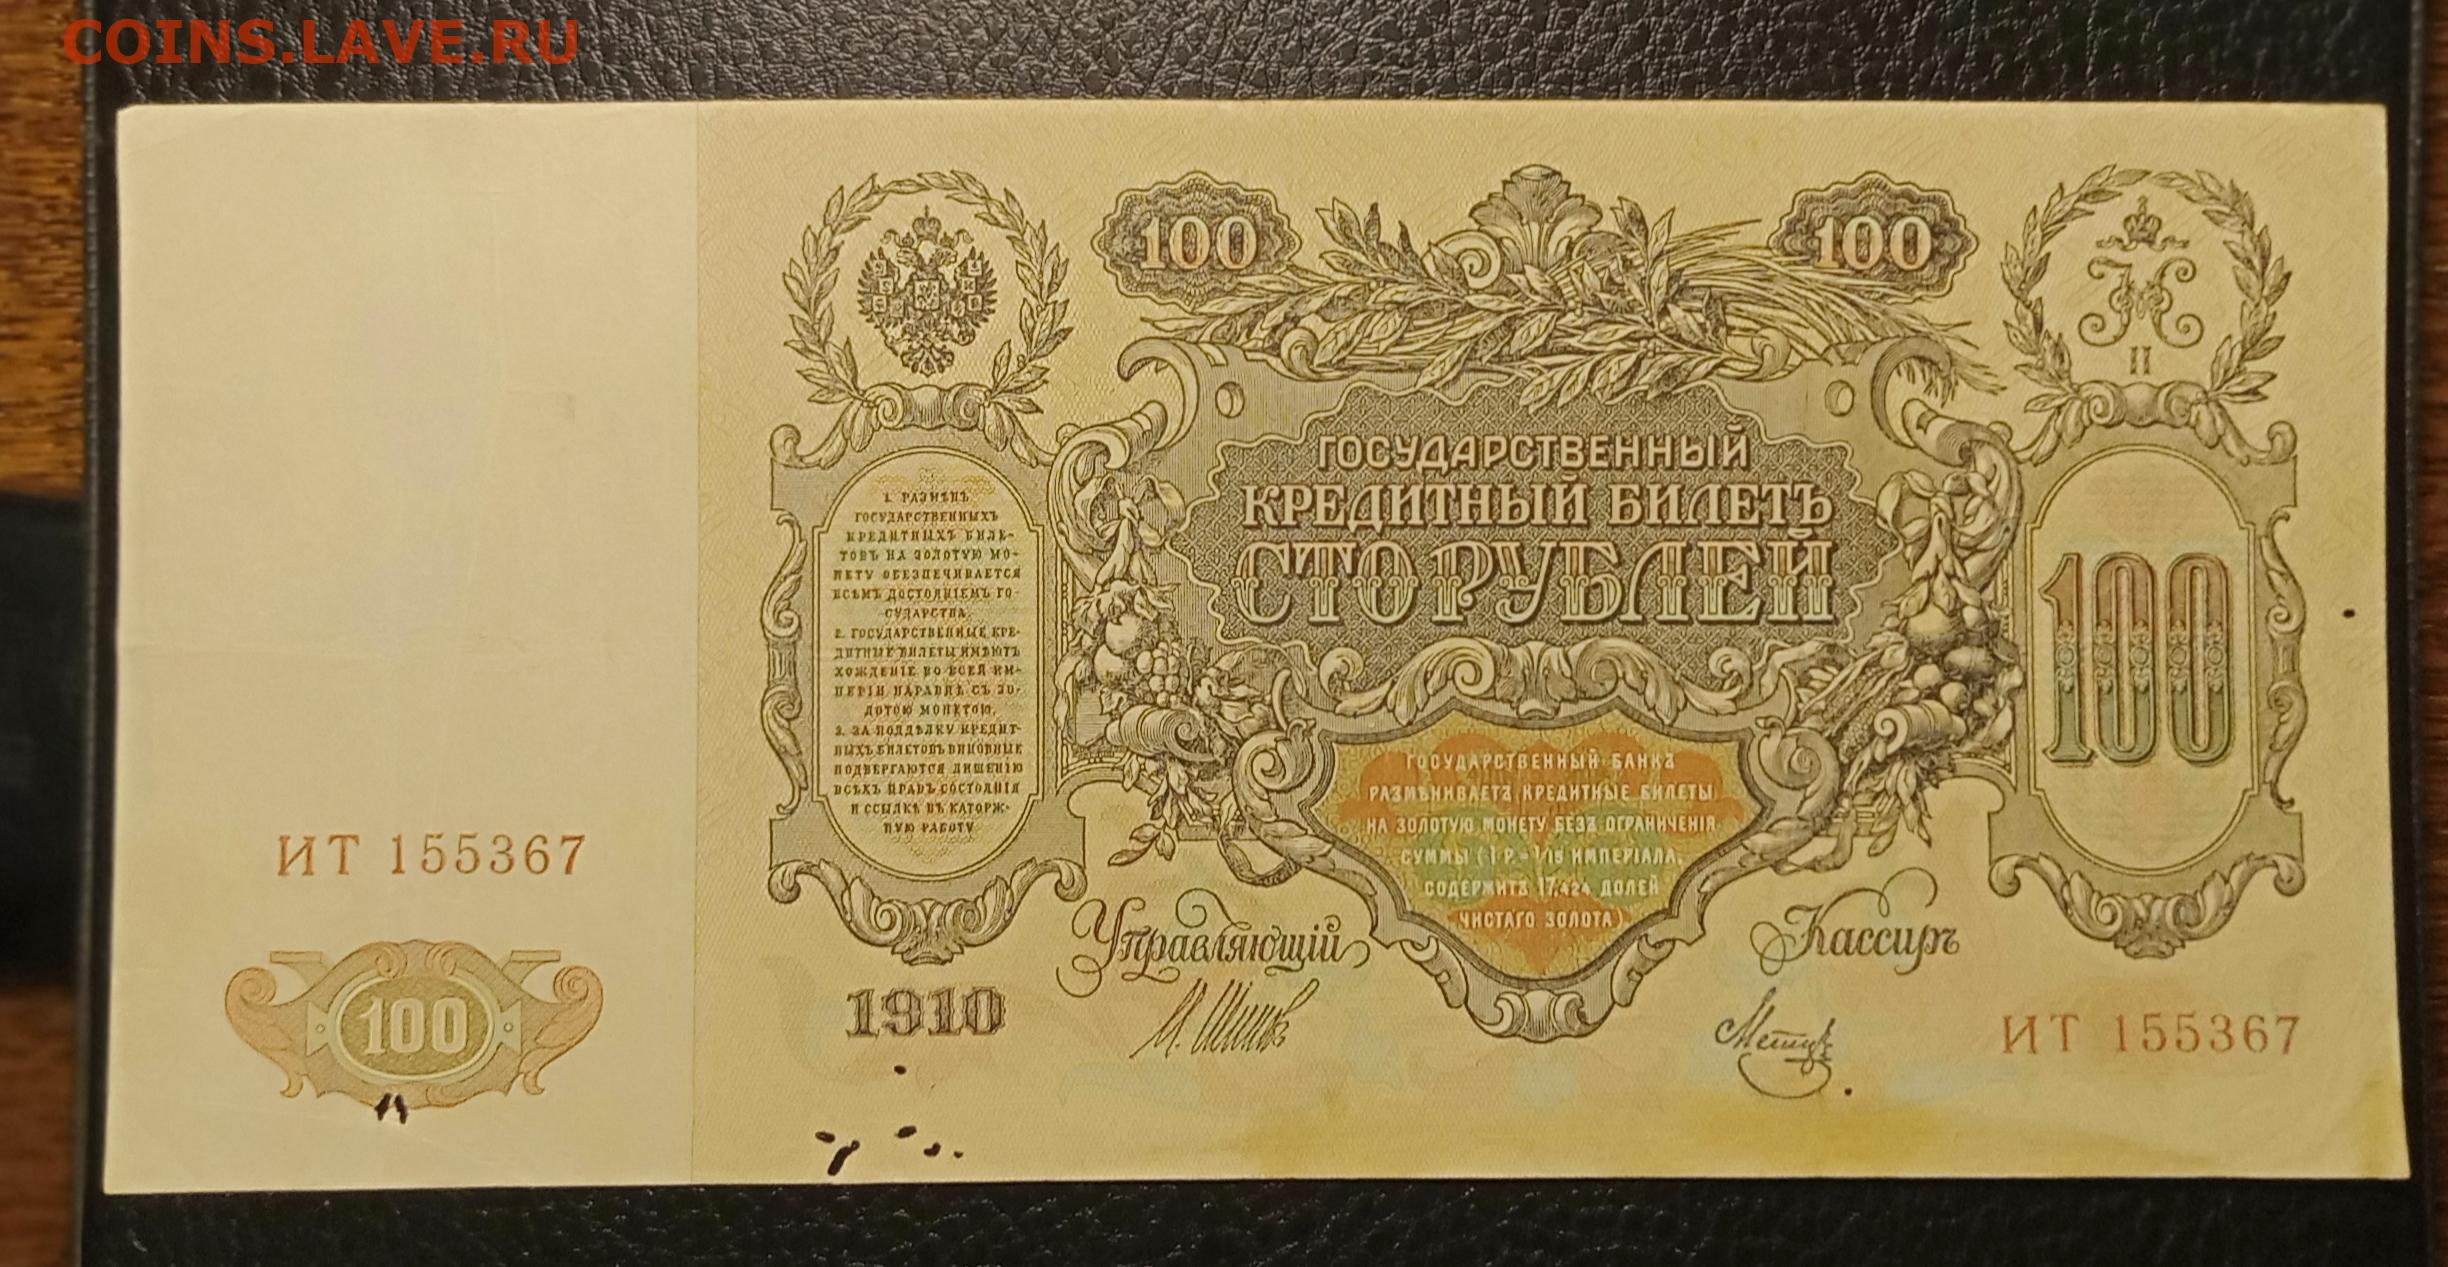 COINS.LAVE.RU
100
100
II
ГОСУДАРСТВЕННЫЙ
КРЕДИТНЫЙ БИЛЕТЪ
СТО РУБЛЕЙ
1. РАЗМѢНЪ
ГОСУДАРСТВЕННЫХЪ
КРЕДИТНЫХЪ БИЛЕ-
ТОВЪ НА ЗОЛОТУЮ МО-
НЕТУ ОБЕЗПЕЧИВАЕТСЯ
ВСѢМЪ ДОСТОЯНІЕМЪ ГО-
СУДАРСТВА.
2. ГОСУДАРСТВЕННЫЕ КРЕ-
ДИТНЫЕ БИЛЕТЫ ИМѢЮТЪ
ХОЖДЕНІЕ ВО ВСЕЙ ИМ-
ПЕРІИ НАРАВНѢ СЪ ЗО-
ЛОТОЮ МОНЕТОЮ.
3. ЗА ПОДДѢЛКУ КРЕДИТ-
НЫХЪ БИЛЕТОВЪ ВИНОВНЫЕ
ПОДВЕРГАЮТСЯ ЛИШЕНІЮ
ВСѢХЪ ПРАВЪ СОСТОЯНІЯ
И ССЫЛКѢ ВЪ КАТОРЖ-
НУЮ РАБОТУ
100
ГОСУДАРСТВЕННЫЙ БАНКЪ
РАЗМѢНИВАЕТЪ КРЕДИТНЫЕ БИЛЕТЫ
НА ЗОЛОТУЮ МОНЕТУ БЕЗЪ ОГРАНИЧЕНІЯ
СУММЫ (1 Р.= 1/15 ИМПЕРІАЛА,
СОДЕРЖИТЪ 17,424 ДОЛЕЙ
ЧИСТАГО ЗОЛОТА)
ИТ 155367
100
1910
Управляющій
Кассиръ
ИТ 155367